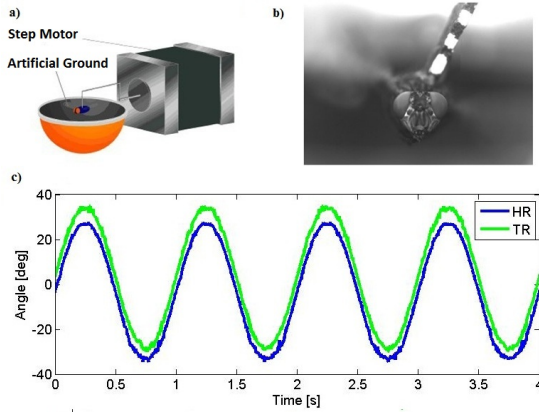 a)
Step Motor
Artificial Ground
b)
c)
40
20
0
-20
-40
Angle [deg]
HR
TR
0
0.5
1
1.5
2
2.5
3
3.5
4
Time [s]